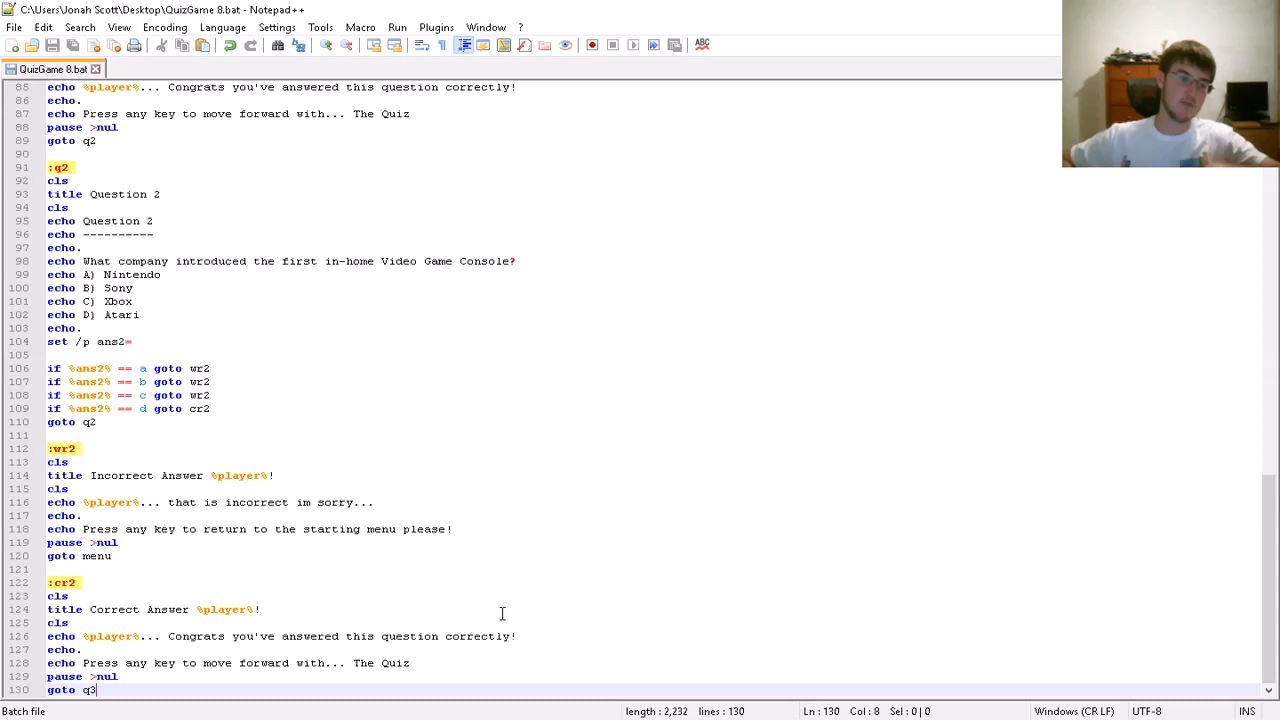 C:\Users\Jonah Scott\Desktop\QuizGame 8.bat - Notepad++
File Edit Search View Encoding Language Settings Tools Macro Run Plugins Window ?
ABC
QuizGame 8.bat
85 echo %player%... Congrats you've answered this question correctly!
86 echo.
87 echo Press any key to move forward with... The Quiz
88 pause >nul
89 goto q2
90
91 :q2
92 cls
93 title Question 2
94 cls
95 echo Question 2
96 echo ----------
97 echo.
98 echo What company introduced the first in-home Video Game Console?
99 echo A) Nintendo
100 echo B) Sony
101 echo C) Xbox
102 echo D) Atari
103 echo.
104 set /p ans2=
105
106 if %ans2% == a goto wr2
107 if %ans2% == b goto wr2
108 if %ans2% == c goto wr2
109 if %ans2% == d goto cr2
110 goto q2
111
112 :wr2
113 cls
114 title Incorrect Answer %player%!
115 cls
116 echo %player%... that is incorrect im sorry...
117 echo.
118 echo Press any key to return to the starting menu please!
119 pause >nul
120 goto menu
121
122 :cr2
123 cls
124 title Correct Answer %player%!
125 cls
126 echo %player%... Congrats you've answered this question correctly!
127 echo.
128 echo Press any key to move forward with... The Quiz
129 pause >nul
130 goto q3
Batch file length : 2,232 lines : 130 Ln : 130 Col : 8 Sel : 0 | 0 Windows (CR LF) UTF-8 INS